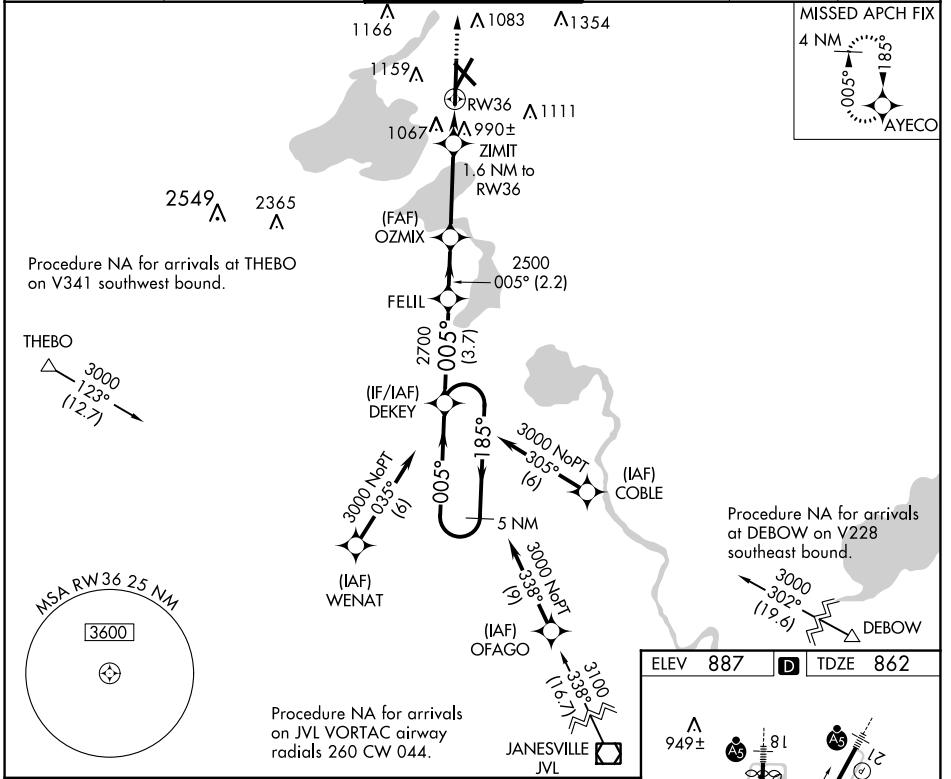 1166
1083
1354
MISSED APCH FIX
4 NM
005°
185°
AYECO
1159
RW36
1067
990±
1111
ZIMIT
1.6 NM to
RW36
2549
2365
(FAF)
OZMIX
Procedure NA for arrivals at THEBO
on V341 southwest bound.
2500
005° (2.2)
FELIL
THEBO
3000
123°
(12.7)
2700
005°
(3.7)
(IF/IAF)
DEKEY
185°
005°
3000 NoPT
305°
(6)
(IAF)
COBLE
3000 NoPT
035°
(6)
5 NM
(IAF)
WENAT
Procedure NA for arrivals
at DEBOW on V228
southeast bound.
3000 NoPT
338°
(9)
3000
302°
(19.6)
DEBOW
MSA RW36 25 NM
3600
(IAF)
OFAGO
3100
338°
(16.7)
Procedure NA for arrivals
on JVL VORTAC airway
radials 260 CW 044.
JANESVILLE
JVL
ELEV 887 D TDZE 862
949±
A5
18
A5
21
P